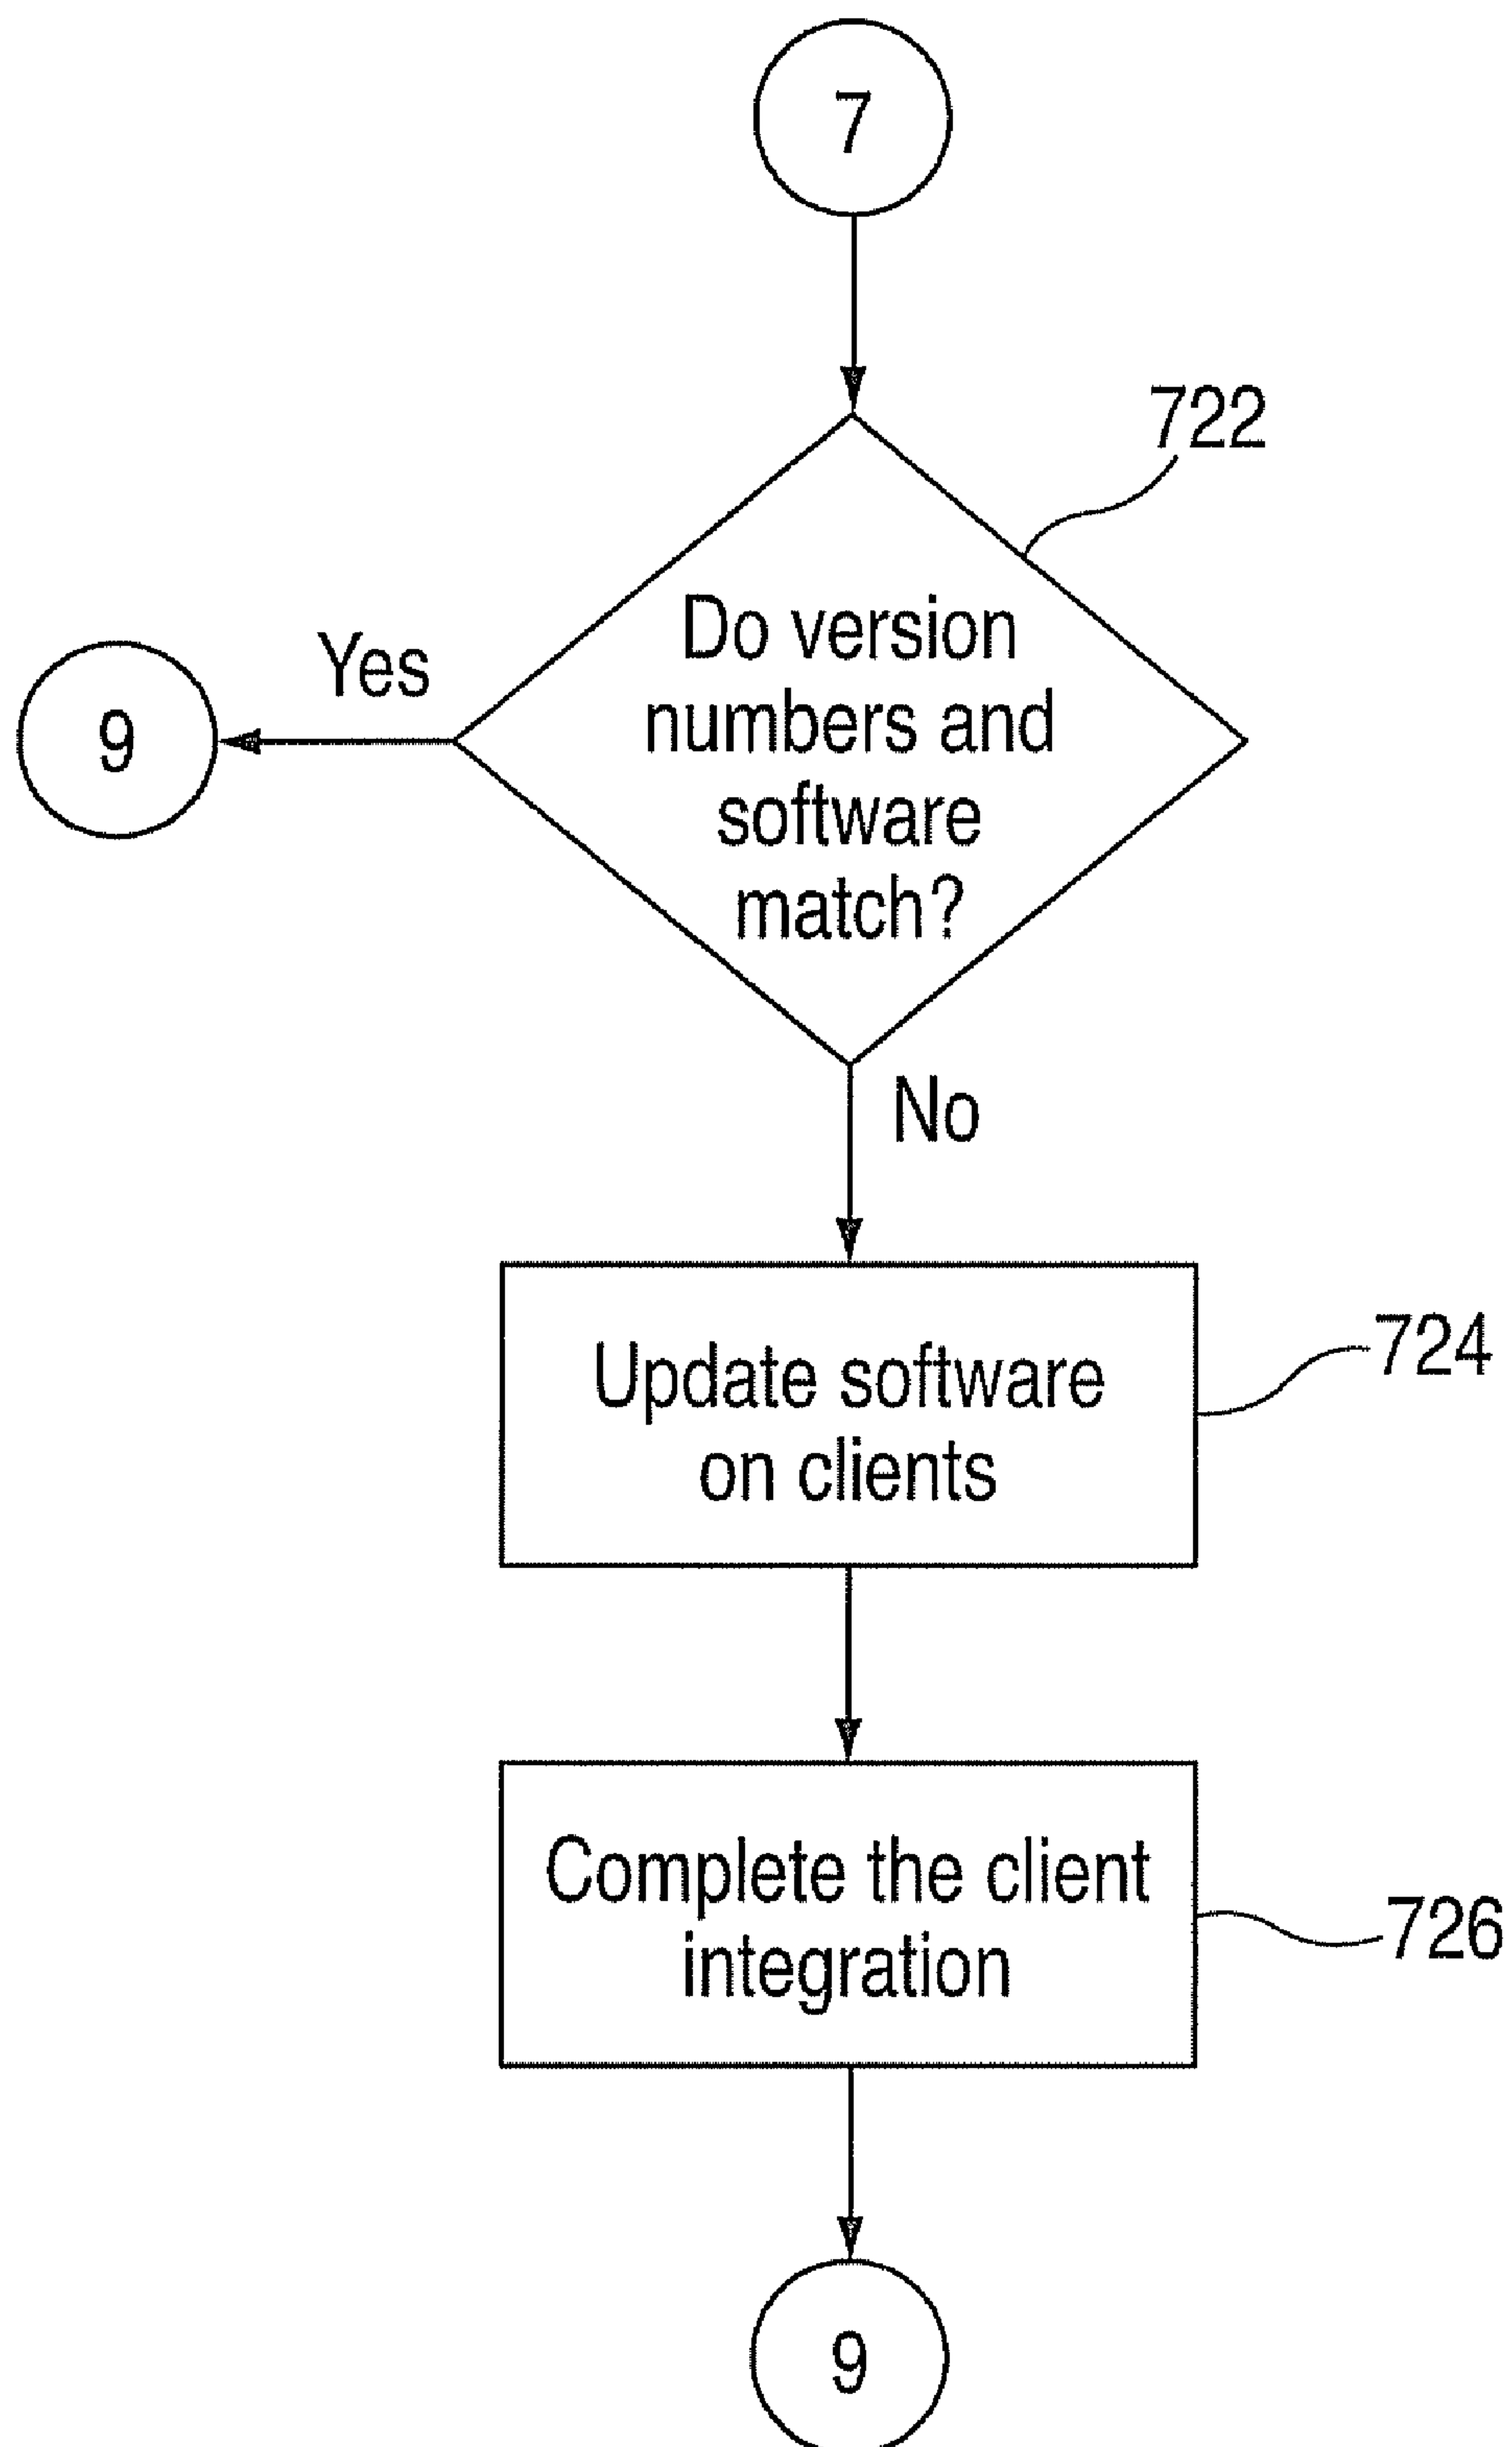 7
722
Do version
numbers and
software
match?
Yes
9
No
Update software
on clients
724
Complete the client
integration
726
9